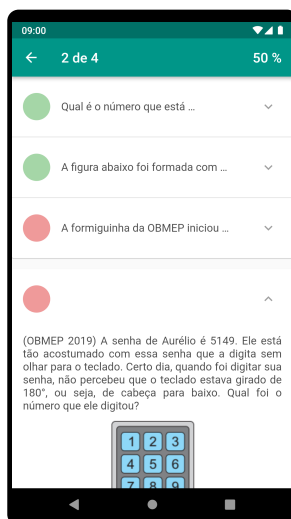 09:00
2 de 4 50 %
Qual é o número que está ...
A figura abaixo foi formada com ...
A formiguinha da OBMEP iniciou ...
(OBMEP 2019) A senha de Aurélio é 5149. Ele está
tão acostumado com essa senha que a digita sem
olhar para o teclado. Certo dia, quando foi digitar sua
senha, não percebeu que o teclado estava girado de
180°, ou seja, de cabeça para baixo. Qual foi o
número que ele digitou?
1 2 3
4 5 6
7 8 9